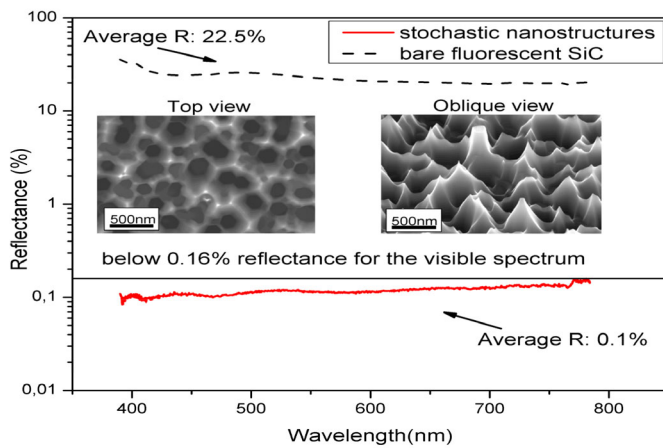 100
10
1
0,1
0,01
Reflectance (%)
stochastic nanostructures
bare fluorescent SiC
Average R: 22.5%
Top view
Oblique view
500nm
500nm
below 0.16% reflectance for the visible spectrum
Average R: 0.1%
400 500 600 700 800
Wavelength(nm)